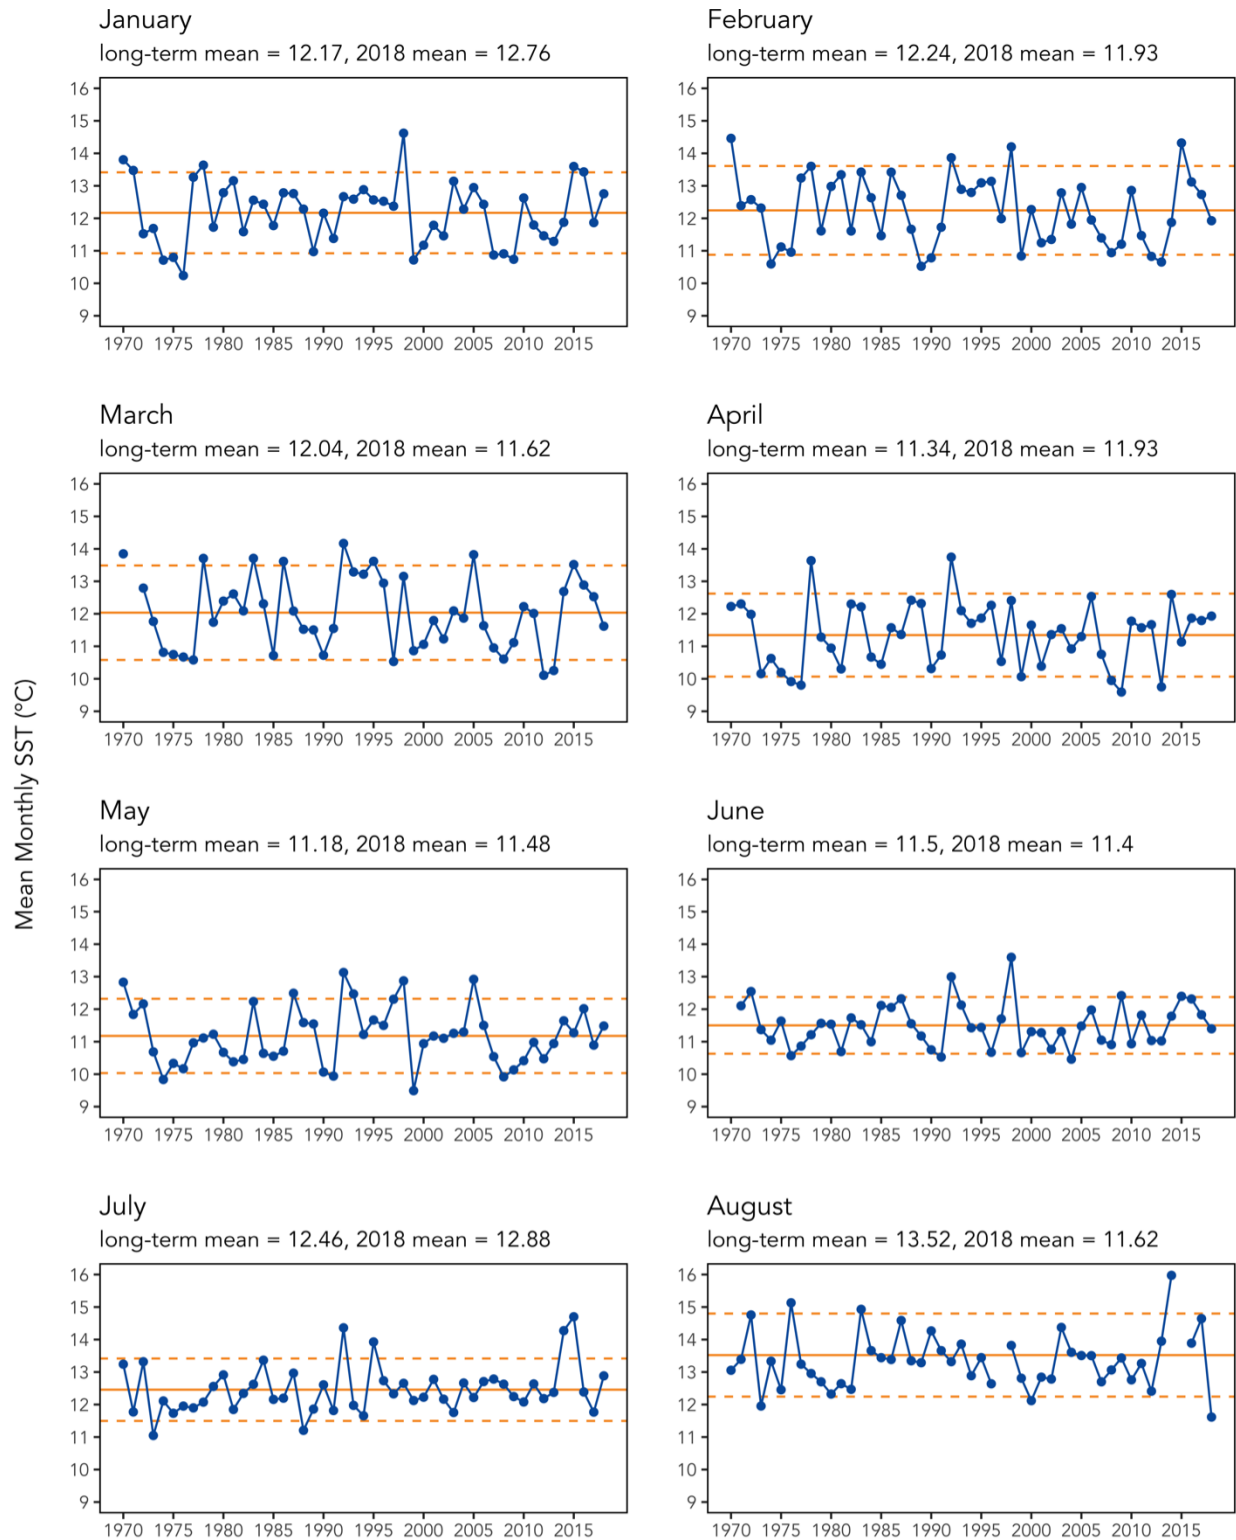 Mean Monthly SST (°C)
January
long-term mean = 12.17, 2018 mean = 12.76
16
15
14
13
12
11
10
9
1970 1975 1980 1985 1990 1995 2000 2005 2010 2015
February
long-term mean = 12.24, 2018 mean = 11.93
16
15
14
13
12
11
10
9
1970 1975 1980 1985 1990 1995 2000 2005 2010 2015
March
long-term mean = 12.04, 2018 mean = 11.62
16
15
14
13
12
11
10
9
1970 1975 1980 1985 1990 1995 2000 2005 2010 2015
April
long-term mean = 11.34, 2018 mean = 11.93
16
15
14
13
12
11
10
9
1970 1975 1980 1985 1990 1995 2000 2005 2010 2015
May
long-term mean = 11.18, 2018 mean = 11.48
16
15
14
13
12
11
10
9
1970 1975 1980 1985 1990 1995 2000 2005 2010 2015
June
long-term mean = 11.5, 2018 mean = 11.4
16
15
14
13
12
11
10
9
1970 1975 1980 1985 1990 1995 2000 2005 2010 2015
July
long-term mean = 12.46, 2018 mean = 12.88
16
15
14
13
12
11
10
9
1970 1975 1980 1985 1990 1995 2000 2005 2010 2015
August
long-term mean = 13.52, 2018 mean = 11.62
16
15
14
13
12
11
10
9
1970 1975 1980 1985 1990 1995 2000 2005 2010 2015